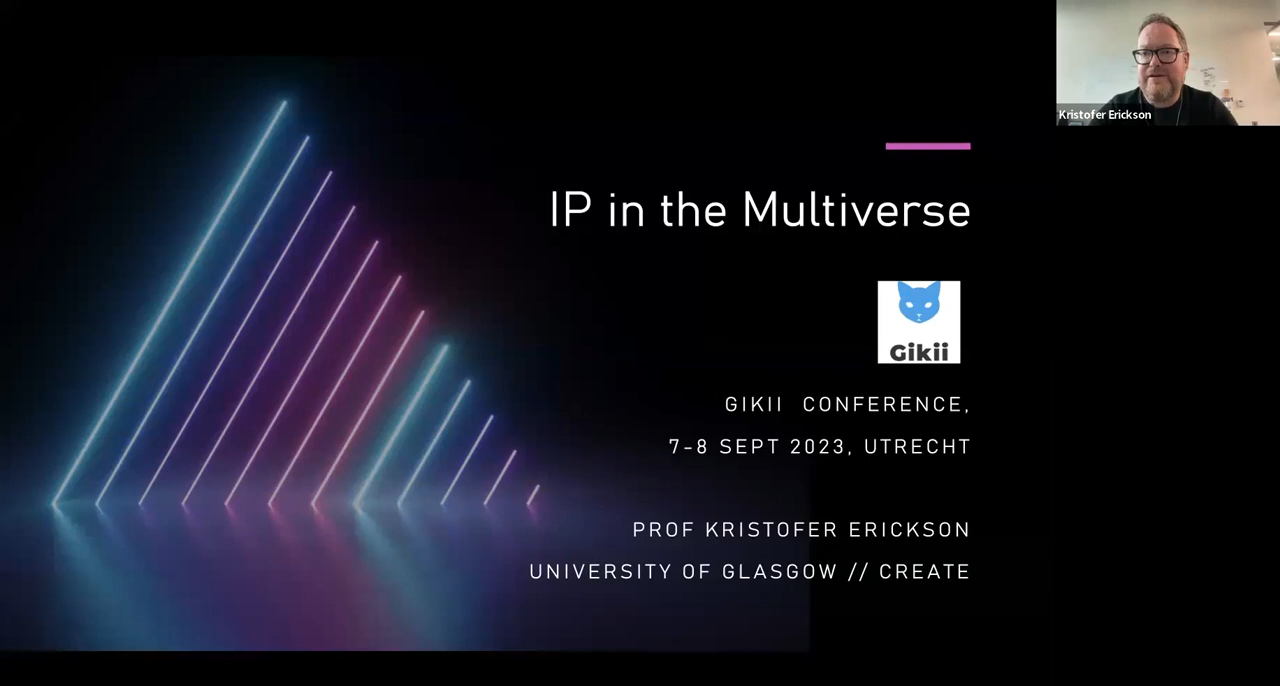 Kristofer Erickson
IP in the Multiverse
Gikii
GIKII CONFERENCE,
7-8 SEPT 2023, UTRECHT
PROF KRISTOFER ERICKSON
UNIVERSITY OF GLASGOW // CREATE